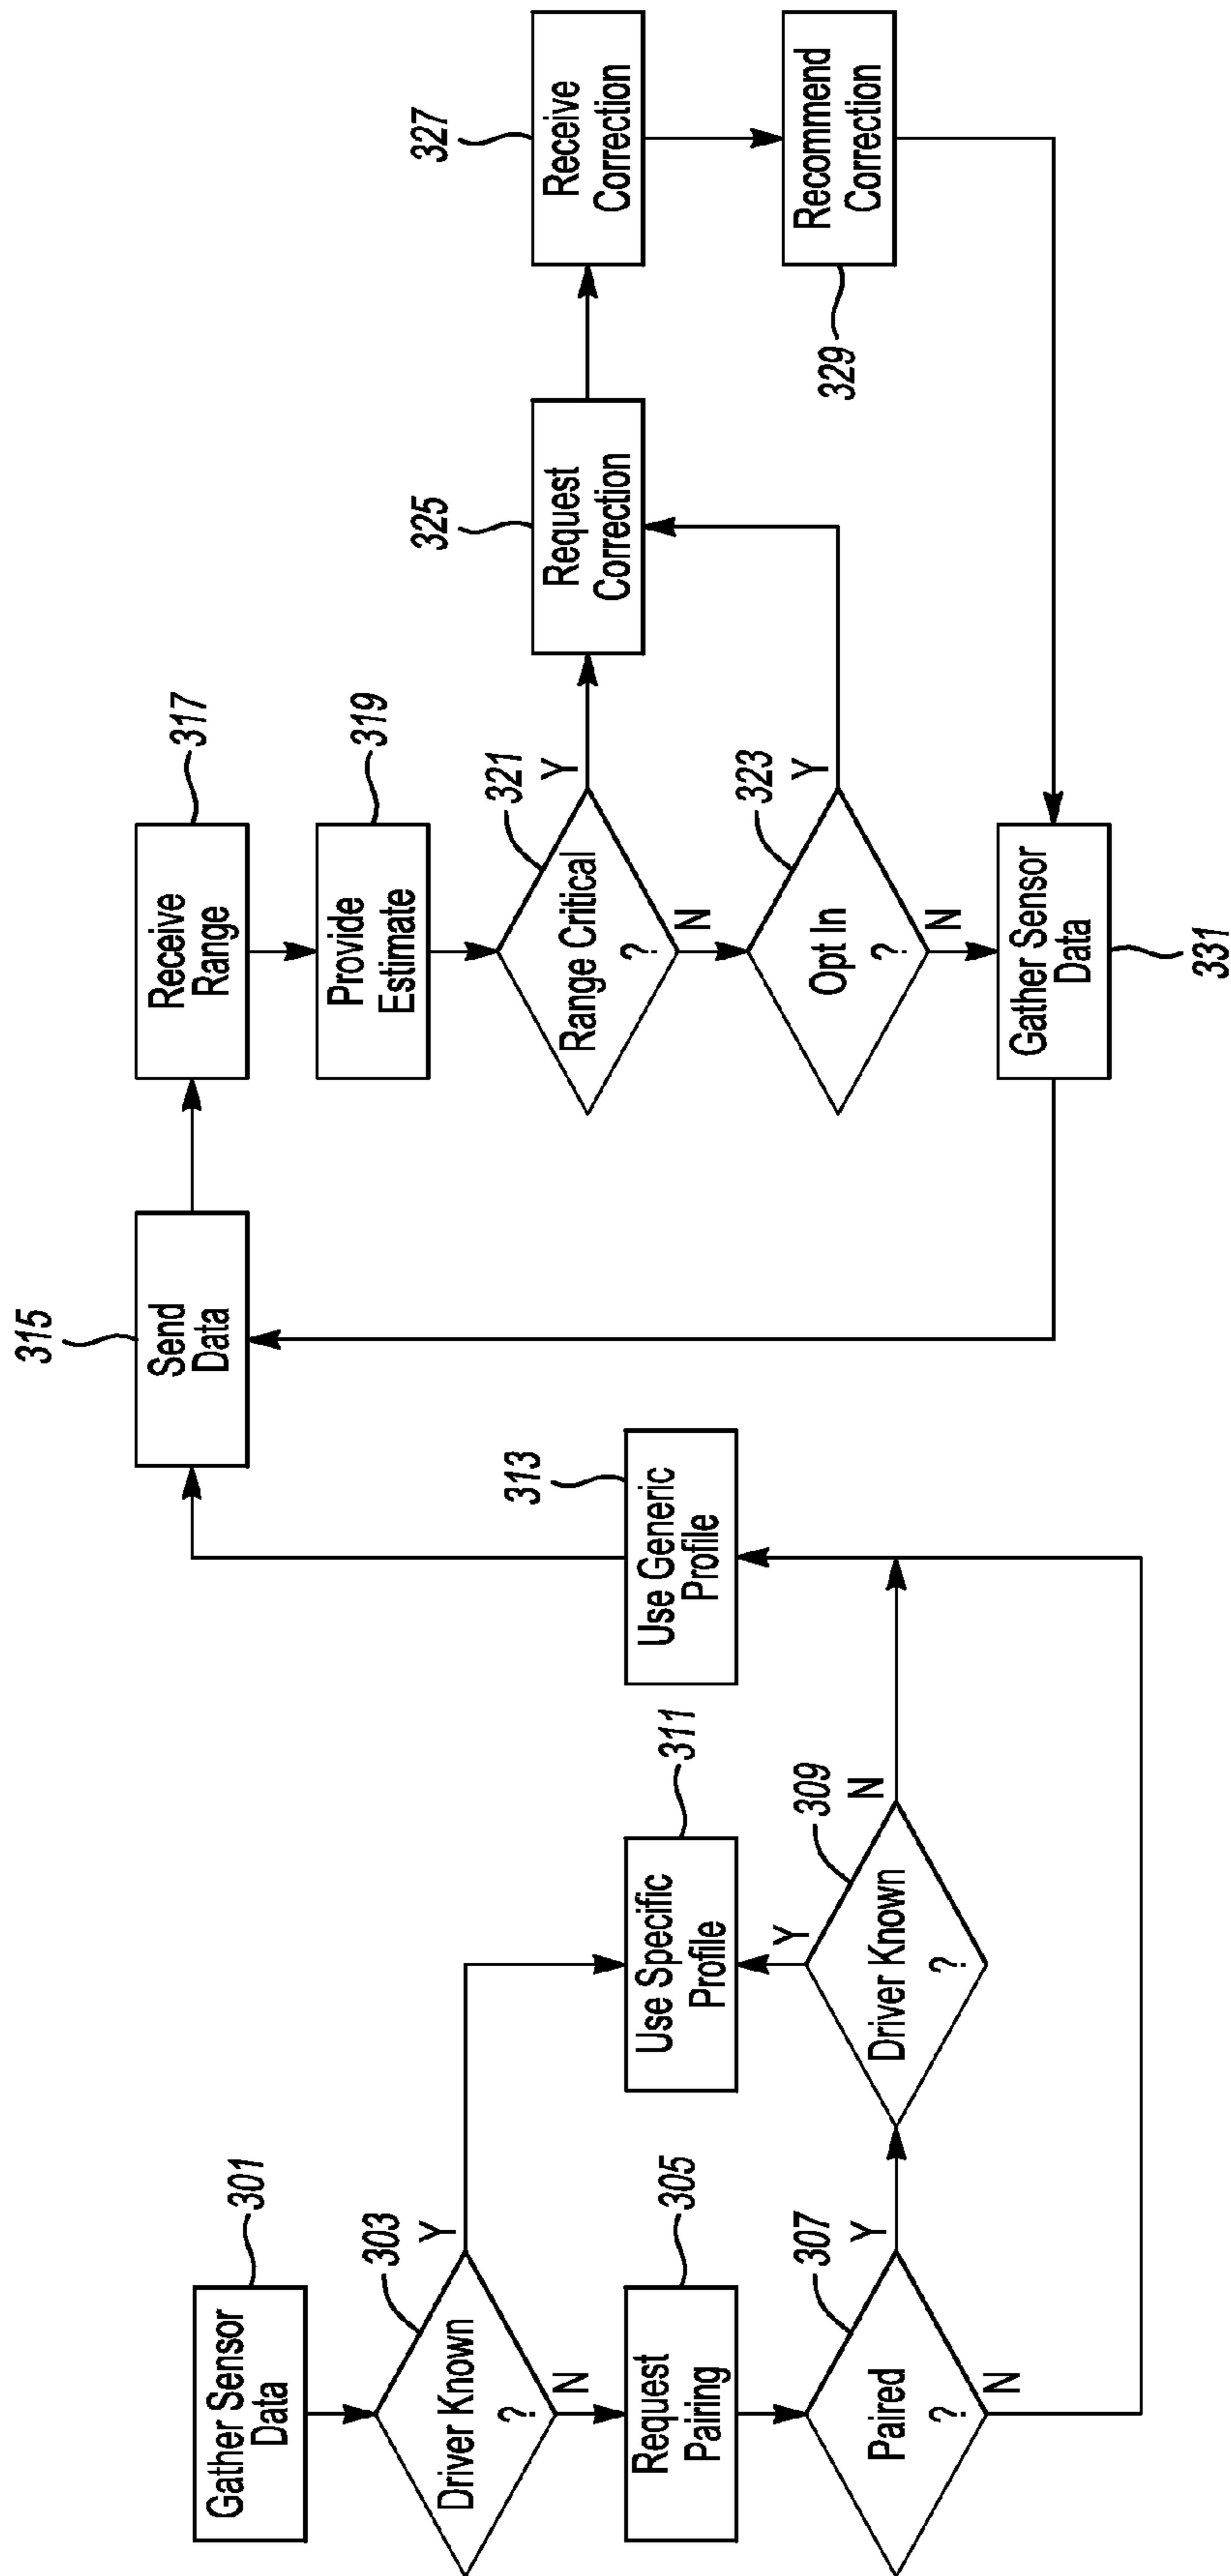 301
Gather Sensor
Data
303
Driver Known
?
Y
N
305
Request
Pairing
307
Paired
?
Y
N
309
Driver Known
?
Y
N
311
Use Specific
Profile
313
Use Generic
Profile
315
Send
Data
317
Receive
Range
319
Provide
Estimate
321
Range Critical
?
Y
N
323
Opt In
?
Y
N
325
Request
Correction
327
Receive
Correction
329
Recommend
Correction
331
Gather Sensor
Data